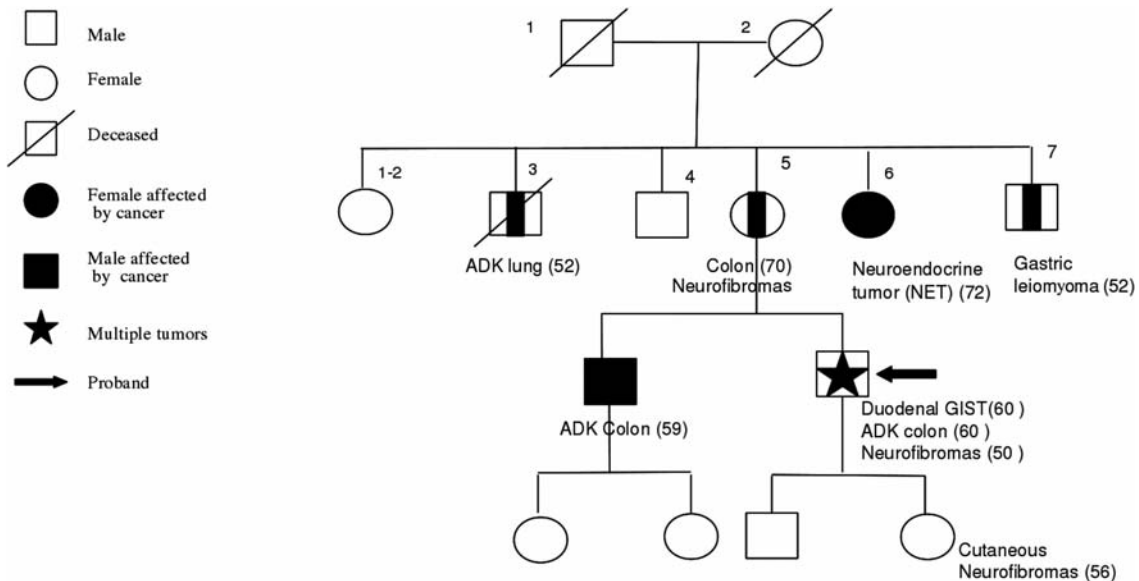 Male
Female
Deceased
Female affected
by cancer
Male affected
by cancer
Multiple tumors
Proband
1
2
1-2
3
4
5
6
7
ADK lung (52)
Colon (70)
Neurofibromas
Neuroendocrine
tumor (NET) (72)
Gastric
leiomyoma (52)
ADK Colon (59)
Duodenal GIST(60 )
ADK colon (60 )
Neurofibromas (50 )
Cutaneous
Neurofibromas (56)